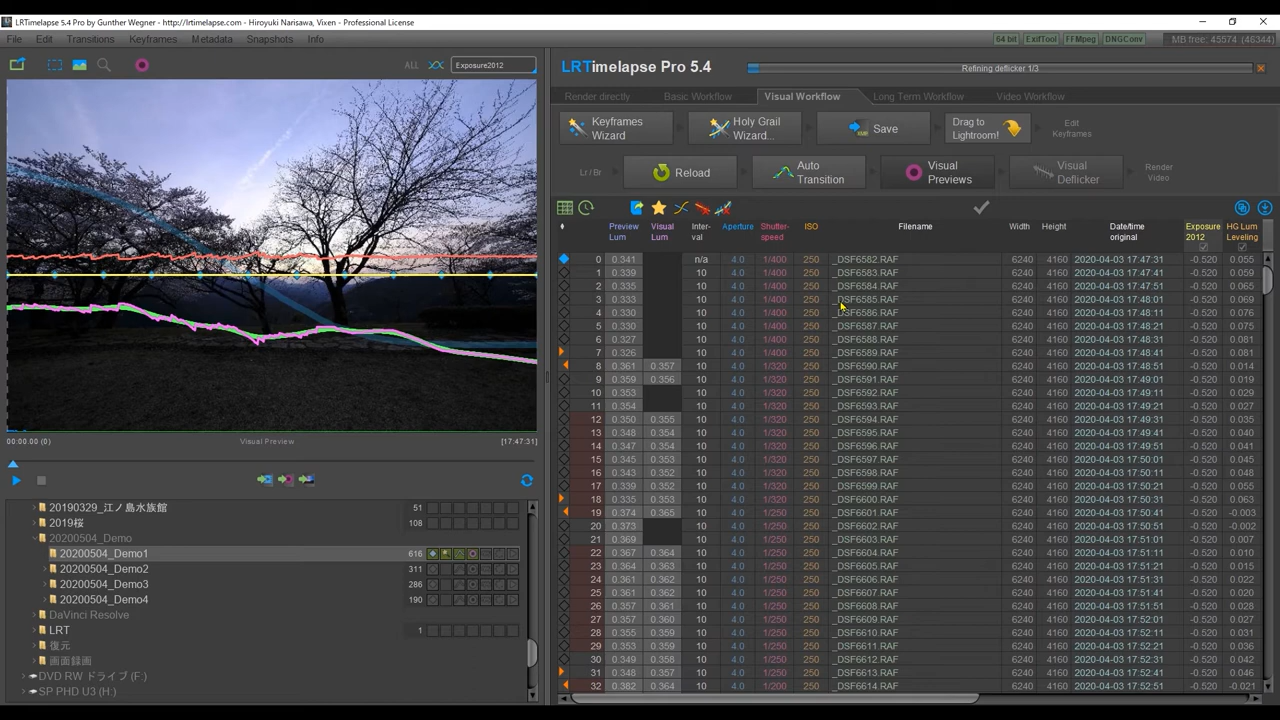 LRTimelapse 5.4 Pro by Gunther Wegner - http://lrtimelapse.com - Hiroyuki Narisawa, Vixen - Professional License
File Edit Transitions Keyframes Metadata Snapshots Info
64 bit ExifTool FFMpeg DNGConv MB free: 45574 (46344)
ALL Exposure2012
LRTimelapse Pro 5.4
Refining deflicker 1/3
Render directly Basic Workflow Visual Workflow Long Term Workflow Video Workflow
Keyframes Wizard
Holy Grail Wizard...
Save
Drag to Lightroom!
Edit Keyframes
Lr / Br
Reload
Auto Transition
Visual Previews
Visual Deflicker
Render Video
Preview Lum Visual Lum Inter-val Aperture Shutter-speed ISO Filename Width Height Date/time original Exposure 2012 HG Lum Leveling
0 0.341 n/a 4.0 1/400 250 _DSF6582.RAF 6240 4160 2020-04-03 17:47:31 -0.520 0.055
1 0.339 10 4.0 1/400 250 _DSF6583.RAF 6240 4160 2020-04-03 17:47:41 -0.520 0.059
2 0.335 10 4.0 1/400 250 _DSF6584.RAF 6240 4160 2020-04-03 17:47:51 -0.520 0.065
3 0.333 10 4.0 1/400 250 _DSF6585.RAF 6240 4160 2020-04-03 17:48:01 -0.520 0.069
4 0.330 10 4.0 1/400 250 _DSF6586.RAF 6240 4160 2020-04-03 17:48:11 -0.520 0.076
5 0.330 10 4.0 1/400 250 _DSF6587.RAF 6240 4160 2020-04-03 17:48:21 -0.520 0.075
6 0.327 10 4.0 1/400 250 _DSF6588.RAF 6240 4160 2020-04-03 17:48:31 -0.520 0.081
7 0.326 10 4.0 1/400 250 _DSF6589.RAF 6240 4160 2020-04-03 17:48:41 -0.520 0.081
8 0.361 0.357 10 4.0 1/320 250 _DSF6590.RAF 6240 4160 2020-04-03 17:48:51 -0.520 0.014
9 0.359 0.356 10 4.0 1/320 250 _DSF6591.RAF 6240 4160 2020-04-03 17:49:01 -0.520 0.019
10 0.353 10 4.0 1/320 250 _DSF6592.RAF 6240 4160 2020-04-03 17:49:11 -0.520 0.029
11 0.354 10 4.0 1/320 250 _DSF6593.RAF 6240 4160 2020-04-03 17:49:21 -0.520 0.027
12 0.350 0.355 10 4.0 1/320 250 _DSF6594.RAF 6240 4160 2020-04-03 17:49:31 -0.520 0.035
13 0.348 0.354 10 4.0 1/320 250 _DSF6595.RAF 6240 4160 2020-04-03 17:49:41 -0.520 0.040
14 0.347 0.354 10 4.0 1/320 250 _DSF6596.RAF 6240 4160 2020-04-03 17:49:51 -0.520 0.041
15 0.345 0.353 10 4.0 1/320 250 _DSF6597.RAF 6240 4160 2020-04-03 17:50:01 -0.520 0.045
16 0.343 0.352 10 4.0 1/320 250 _DSF6598.RAF 6240 4160 2020-04-03 17:50:11 -0.520 0.048
17 0.339 0.352 10 4.0 1/320 250 _DSF6599.RAF 6240 4160 2020-04-03 17:50:21 -0.520 0.056
18 0.335 0.353 10 4.0 1/320 250 _DSF6600.RAF 6240 4160 2020-04-03 17:50:31 -0.520 0.063
19 0.374 0.365 10 4.0 1/250 250 _DSF6601.RAF 6240 4160 2020-04-03 17:50:41 -0.520 -0.003
20 0.373 10 4.0 1/250 250 _DSF6602.RAF 6240 4160 2020-04-03 17:50:51 -0.520 -0.002
21 0.369 10 4.0 1/250 250 _DSF6603.RAF 6240 4160 2020-04-03 17:51:01 -0.520 0.007
22 0.367 0.364 10 4.0 1/250 250 _DSF6604.RAF 6240 4160 2020-04-03 17:51:11 -0.520 0.010
23 0.364 0.363 10 4.0 1/250 250 _DSF6605.RAF 6240 4160 2020-04-03 17:51:21 -0.520 0.015
24 0.361 0.362 10 4.0 1/250 250 _DSF6606.RAF 6240 4160 2020-04-03 17:51:31 -0.520 0.022
25 0.361 0.362 10 4.0 1/250 250 _DSF6607.RAF 6240 4160 2020-04-03 17:51:41 -0.520 0.020
26 0.357 0.361 10 4.0 1/250 250 _DSF6608.RAF 6240 4160 2020-04-03 17:51:51 -0.520 0.028
27 0.357 0.360 10 4.0 1/250 250 _DSF6609.RAF 6240 4160 2020-04-03 17:52:01 -0.520 0.027
28 0.355 0.359 10 4.0 1/250 250 _DSF6610.RAF 6240 4160 2020-04-03 17:52:11 -0.520 0.031
29 0.353 0.359 10 4.0 1/250 250 _DSF6611.RAF 6240 4160 2020-04-03 17:52:21 -0.520 0.036
30 0.349 0.358 10 4.0 1/250 250 _DSF6612.RAF 6240 4160 2020-04-03 17:52:31 -0.520 0.042
31 0.348 0.357 10 4.0 1/250 250 _DSF6613.RAF 6240 4160 2020-04-03 17:52:41 -0.520 0.046
32 0.382 0.364 10 4.0 1/200 250 _DSF6614.RAF 6240 4160 2020-04-03 17:52:51 -0.520 -0.021
00:00.00 (0) Visual Preview [17:47:31]
20190329_江ノ島水族館 51
2019桜 108
20200504_Demo
20200504_Demo1 616
20200504_Demo2 311
20200504_Demo3 286
20200504_Demo4 190
DaVinci Resolve
LRT 1
復元
画面録画
DVD RW ドライブ (F:)
SP PHD U3 (H:)